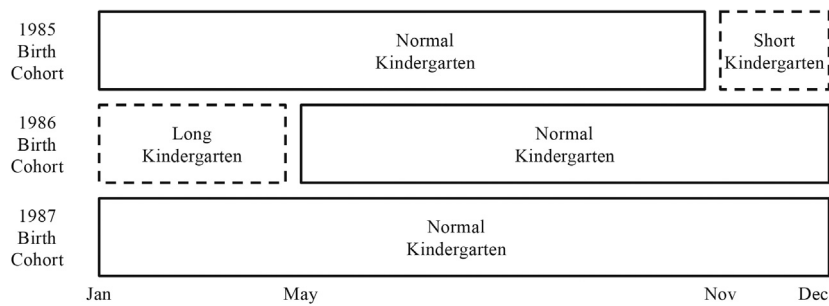 1985
Birth
Cohort
Normal
Kindergarten
Short
Kindergarten
1986
Birth
Cohort
Long
Kindergarten
Normal
Kindergarten
1987
Birth
Cohort
Normal
Kindergarten
Jan May Nov Dec